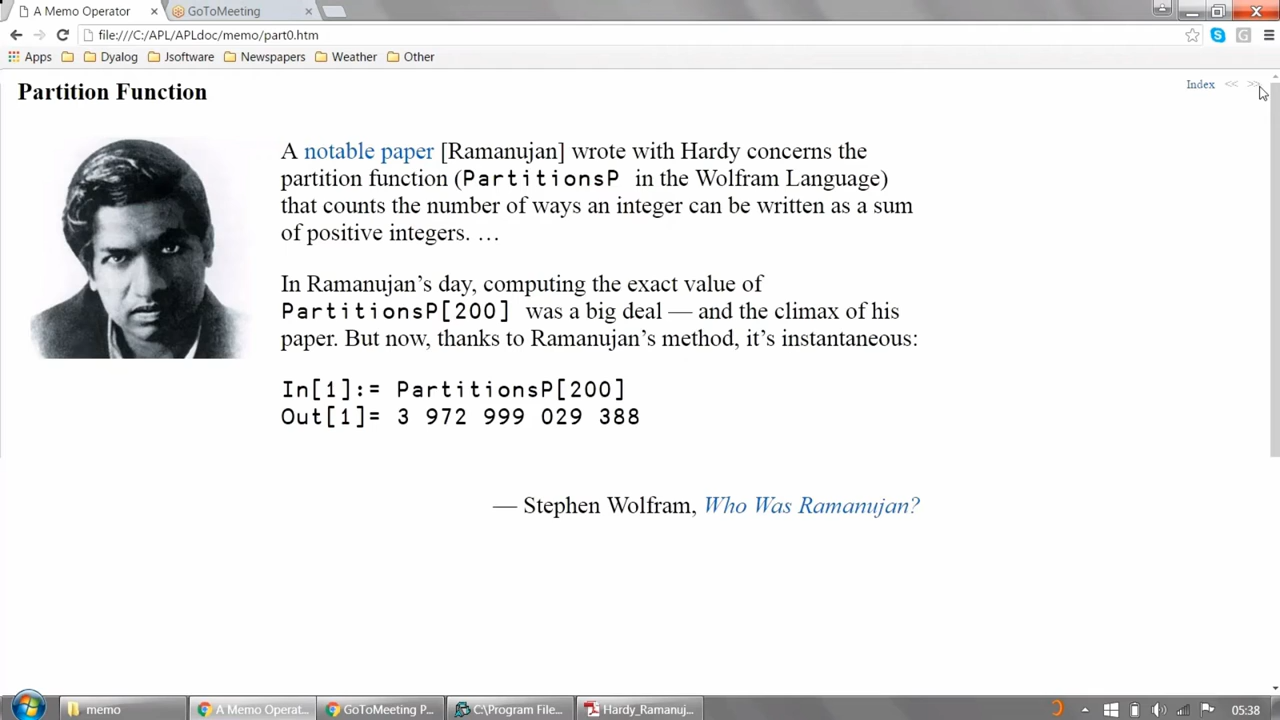 A Memo Operator
GoToMeeting
file:///C:/APL/APLdoc/memo/part0.htm
Apps Dyalog Jsoftware Newspapers Weather Other
Index << >>
Partition Function
A notable paper [Ramanujan] wrote with Hardy concerns the
partition function (PartitionsP in the Wolfram Language)
that counts the number of ways an integer can be written as a sum
of positive integers. …
In Ramanujan’s day, computing the exact value of
PartitionsP[200] was a big deal — and the climax of his
paper. But now, thanks to Ramanujan’s method, it’s instantaneous:
In[1]:= PartitionsP[200]
Out[1]= 3 972 999 029 388
— Stephen Wolfram, Who Was Ramanujan?
memo
A Memo Operat...
GoToMeeting P...
C:\Program File...
Hardy_Ramanuj...
05:38